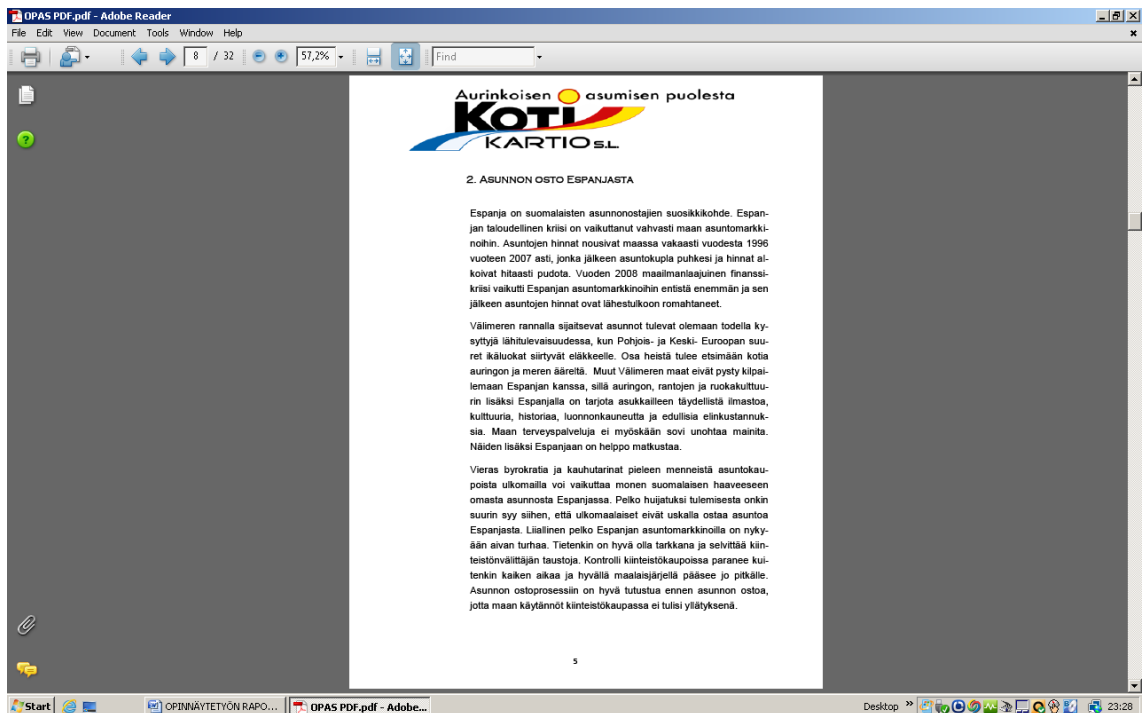 OPAS PDF.pdf - Adobe Reader
File Edit View Document Tools Window Help
8 / 32 57,2% Find
Aurinkoisen asumisen puolesta
KOTI
KARTIO S.L.
2. ASUNNON OSTO ESPANJASTA
Espanja on suomalaisten asunnonostajien suosikkikohde. Espan-
jan taloudellinen kriisi on vaikuttanut vahvasti maan asuntomarkki-
noihin. Asuntojen hinnat nousivat maassa vakaasti vuodesta 1996
vuoteen 2007 asti, jonka jälkeen asuntokupla puhkesi ja hinnat al-
koivat hitaasti pudota. Vuoden 2008 maailmanlaajuinen finanssi-
kriisi vaikutti Espanjan asuntomarkkinoihin entistä enemmän ja sen
jälkeen asuntojen hinnat ovat lähestulkoon romahtaneet.
Välimeren rannalla sijaitsevat asunnot tulevat olemaan todella ky-
syttyjä lähitulevaisuudessa, kun Pohjois- ja Keski- Euroopan suu-
ret ikäluokat siirtyvät eläkkeelle. Osa heistä tulee etsimään kotia
auringon ja meren ääreltä. Muut Välimeren maat eivät pysty kilpai-
lemaan Espanjan kanssa, sillä auringon, rantojen ja ruokakulttuu-
rin lisäksi Espanjalla on tarjota asukkailleen täydellistä ilmastoa,
kulttuuria, historiaa, luonnonkauneutta ja edullisia elinkustannuk-
sia. Maan terveyspalveluja ei myöskään sovi unohtaa mainita.
Näiden lisäksi Espanjaan on helppo matkustaa.
Vieras byrokratia ja kauhutarinat pieleen menneistä asuntokau-
poista ulkomailla voi vaikuttaa monen suomalaisen haaveeseen
omasta asunnosta Espanjassa. Pelko huijatuksi tulemisesta onkin
suurin syy siihen, että ulkomaalaiset eivät uskalla ostaa asuntoa
Espanjasta. Liiallinen pelko Espanjan asuntomarkkinoilla on nyky-
ään aivan turhaa. Tietenkin on hyvä olla tarkkana ja selvittää kiin-
teistönvälittäjän taustoja. Kontrolli kiinteistökaupoissa paranee kui-
tenkin kaiken aikaa ja hyvällä maalaisjärjellä pääsee jo pitkälle.
Asunnon ostoprosessiin on hyvä tutustua ennen asunnon ostoa,
jotta maan käytännöt kiinteistökaupassa ei tulisi yllätyksenä.
5
Start OPINNÄYTETYÖN RAPO... OPAS PDF.pdf - Adobe... Desktop » 23:28